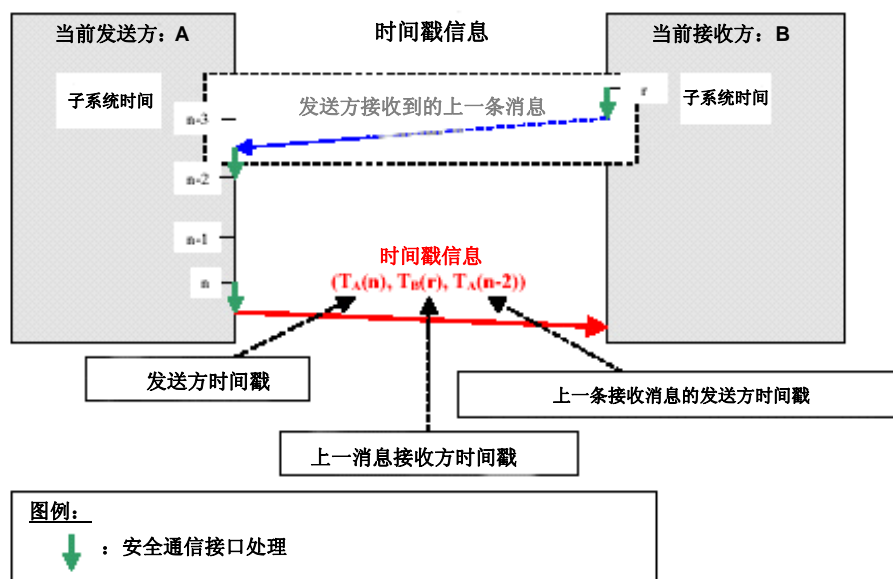 当前发送方：A
时间戳信息
当前接收方：B
子系统时间
发送方接收到的上一条消息
r
子系统时间
n-3
n-2
n-1
时间戳信息
n
(TA(n), TB(r), TA(n-2))
发送方时间戳
上一条接收消息的发送方时间戳
上一消息接收方时间戳
图例：
：安全通信接口处理